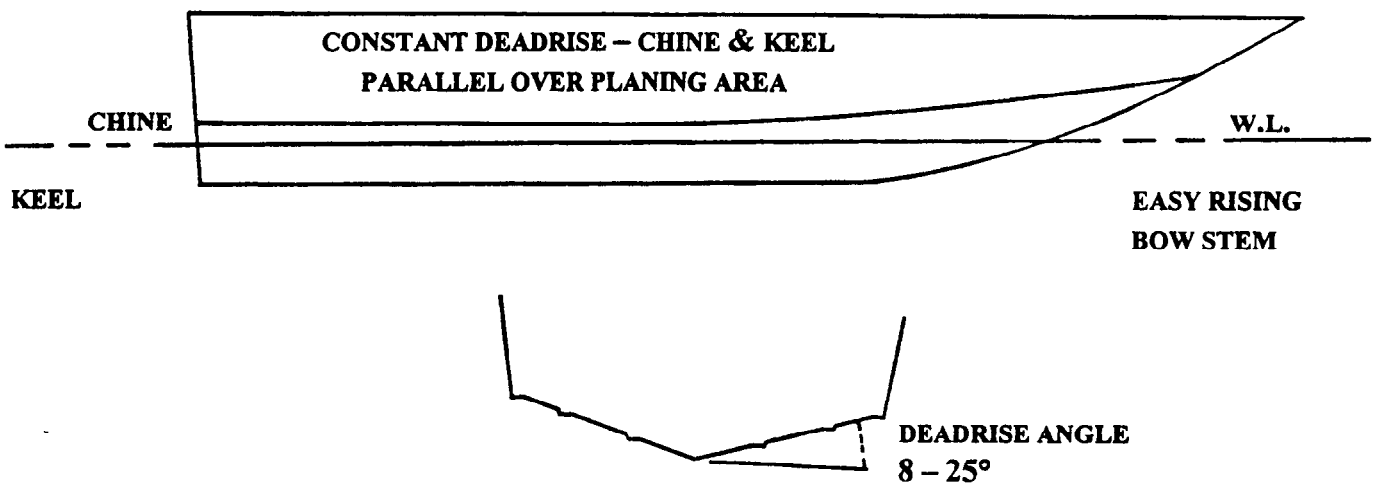 CONSTANT DEADRISE – CHINE & KEEL
PARALLEL OVER PLANING AREA
CHINE
W.L.
KEEL
EASY RISING
BOW STEM
DEADRISE ANGLE
8 – 25°